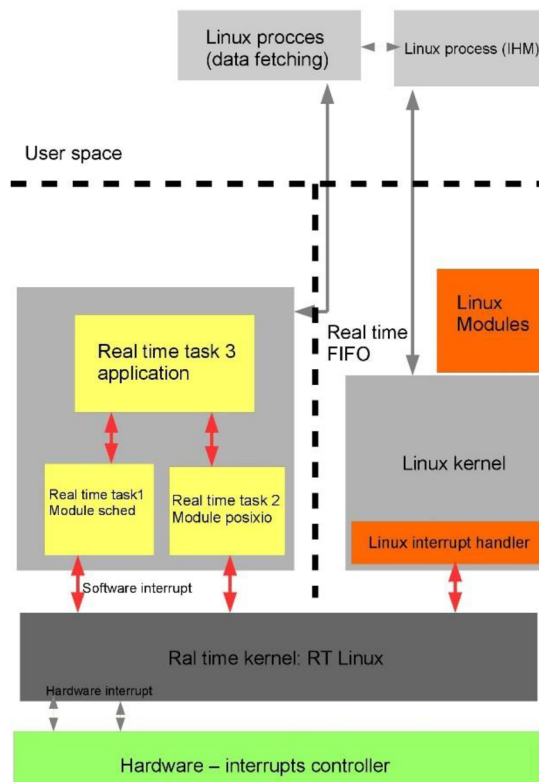 Linux procces
(data fetching)
Linux process (IHM)
User space
Linux
Modules
Real time
FIFO
Real time task 3
application
Linux kernel
Real time task1
Module sched
Real time task 2
Module posixio
Linux interrupt handler
Software interrupt
Ral time kernel: RT Linux
Hardware interrupt
Hardware – interrupts controller